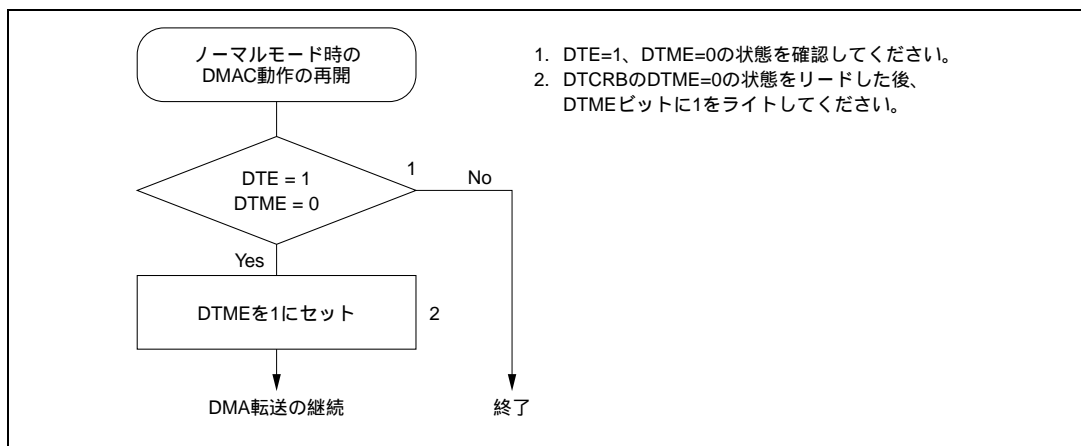 ノーマルモード時の
DMAC動作の再開
1. DTE=1、DTME=0の状態を確認してください。
2. DTCRBのDTME=0の状態をリードした後、
DTMEビットに1をライトしてください。
DTE = 1
DTME = 0
1
No
Yes
DTMEを1にセット
2
DMA転送の継続
終了